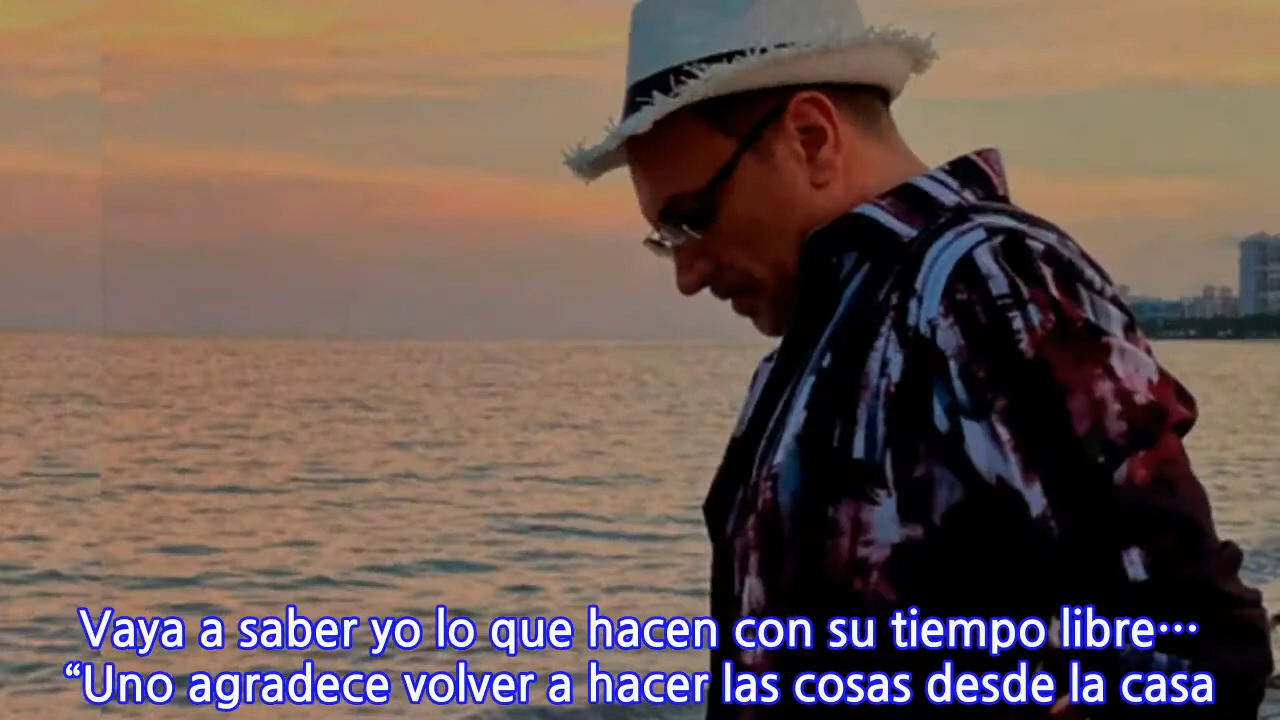 Vaya a saber yo lo que hacen con su tiempo libre…
“Uno agradece volver a hacer las cosas desde la casa